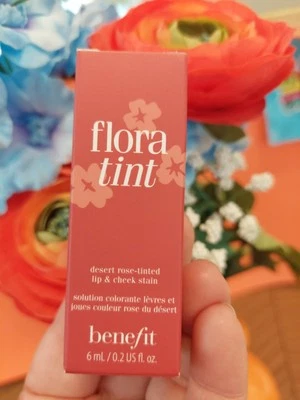 flora
tint
desert rose-tinted
lip & cheek stain
solution colorante lèvres et
joues couleur rose du désert
benefit
6 mL / 0.2 US fl. oz.